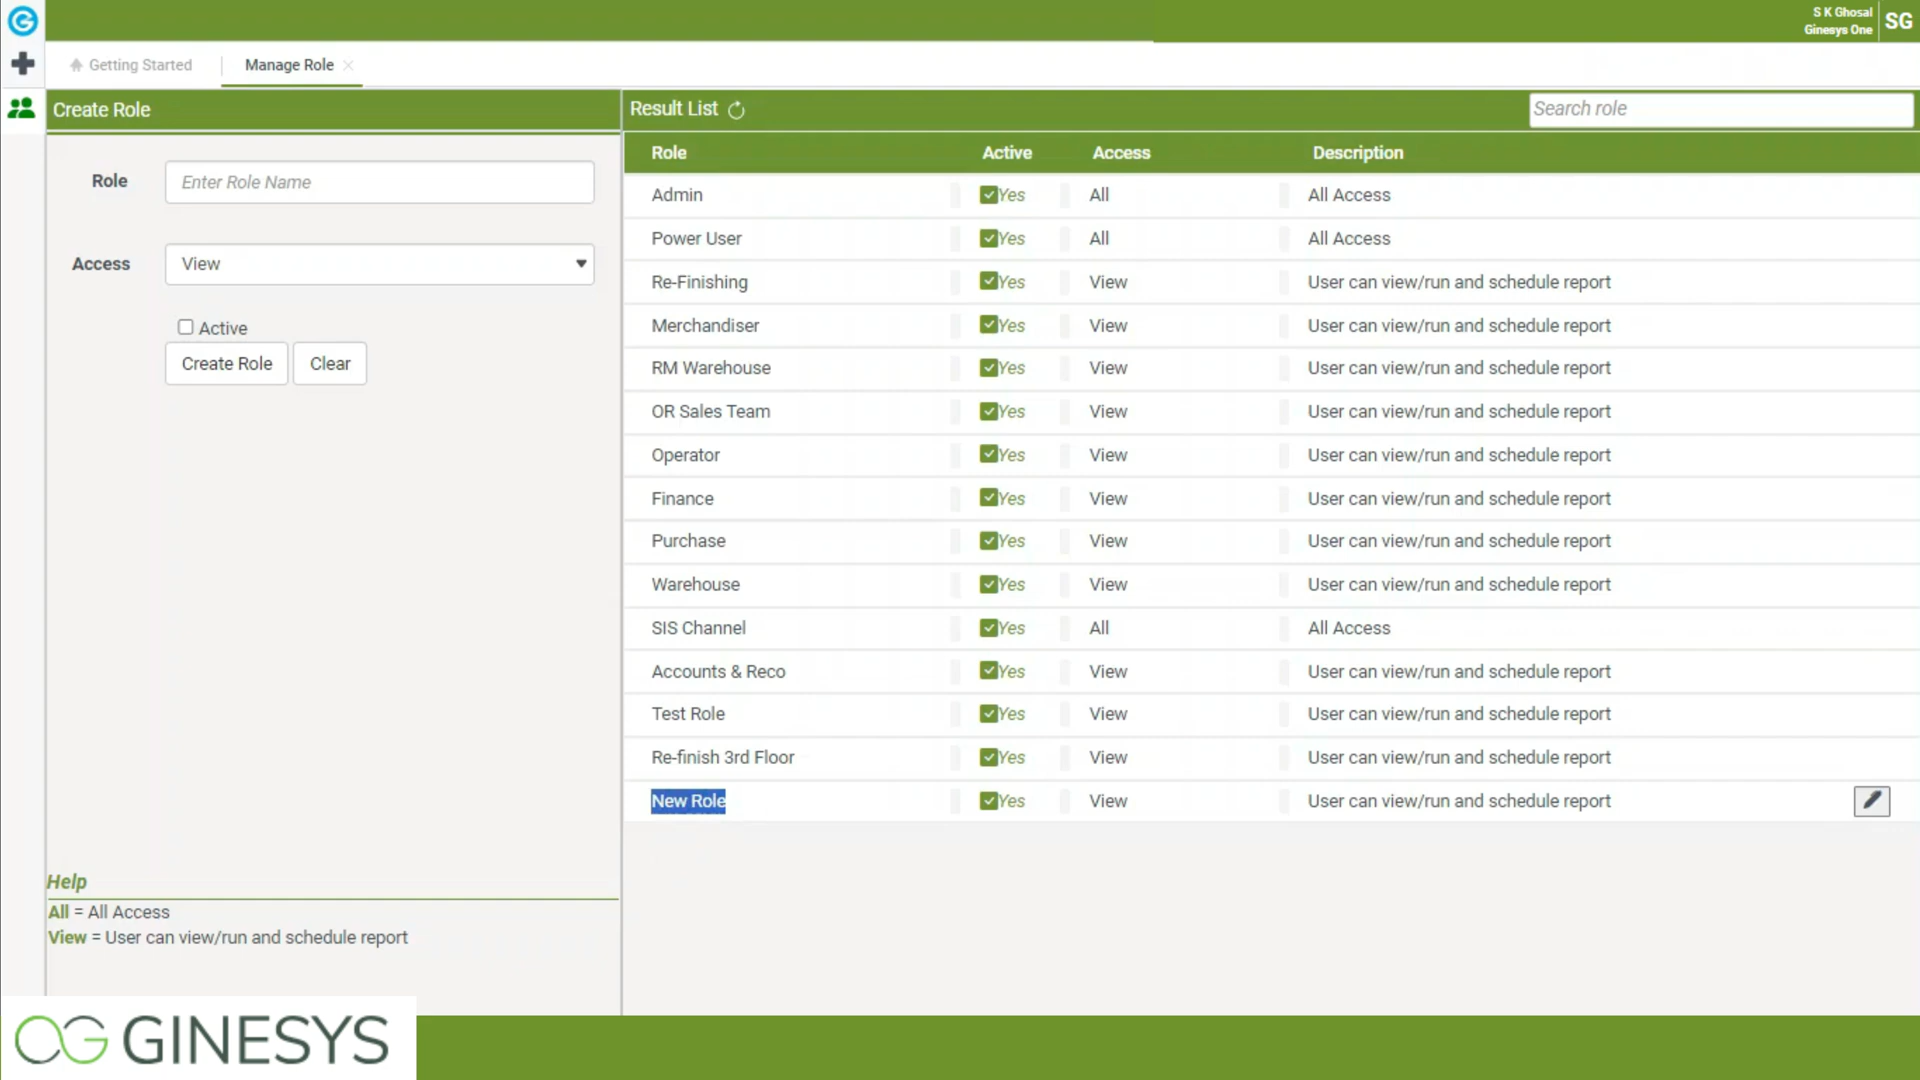 S K Ghosal
Ginesys One
SG
Getting Started
Manage Role
Create Role
Result List
Search role
Role
Enter Role Name
Access
View
Active
Create Role
Clear
Role Active Access Description
Admin Yes All All Access
Power User Yes All All Access
Re-Finishing Yes View User can view/run and schedule report
Merchandiser Yes View User can view/run and schedule report
RM Warehouse Yes View User can view/run and schedule report
OR Sales Team Yes View User can view/run and schedule report
Operator Yes View User can view/run and schedule report
Finance Yes View User can view/run and schedule report
Purchase Yes View User can view/run and schedule report
Warehouse Yes View User can view/run and schedule report
SIS Channel Yes All All Access
Accounts & Reco Yes View User can view/run and schedule report
Test Role Yes View User can view/run and schedule report
Re-finish 3rd Floor Yes View User can view/run and schedule report
New Role Yes View User can view/run and schedule report
Help
All = All Access
View = User can view/run and schedule report
GINESYS